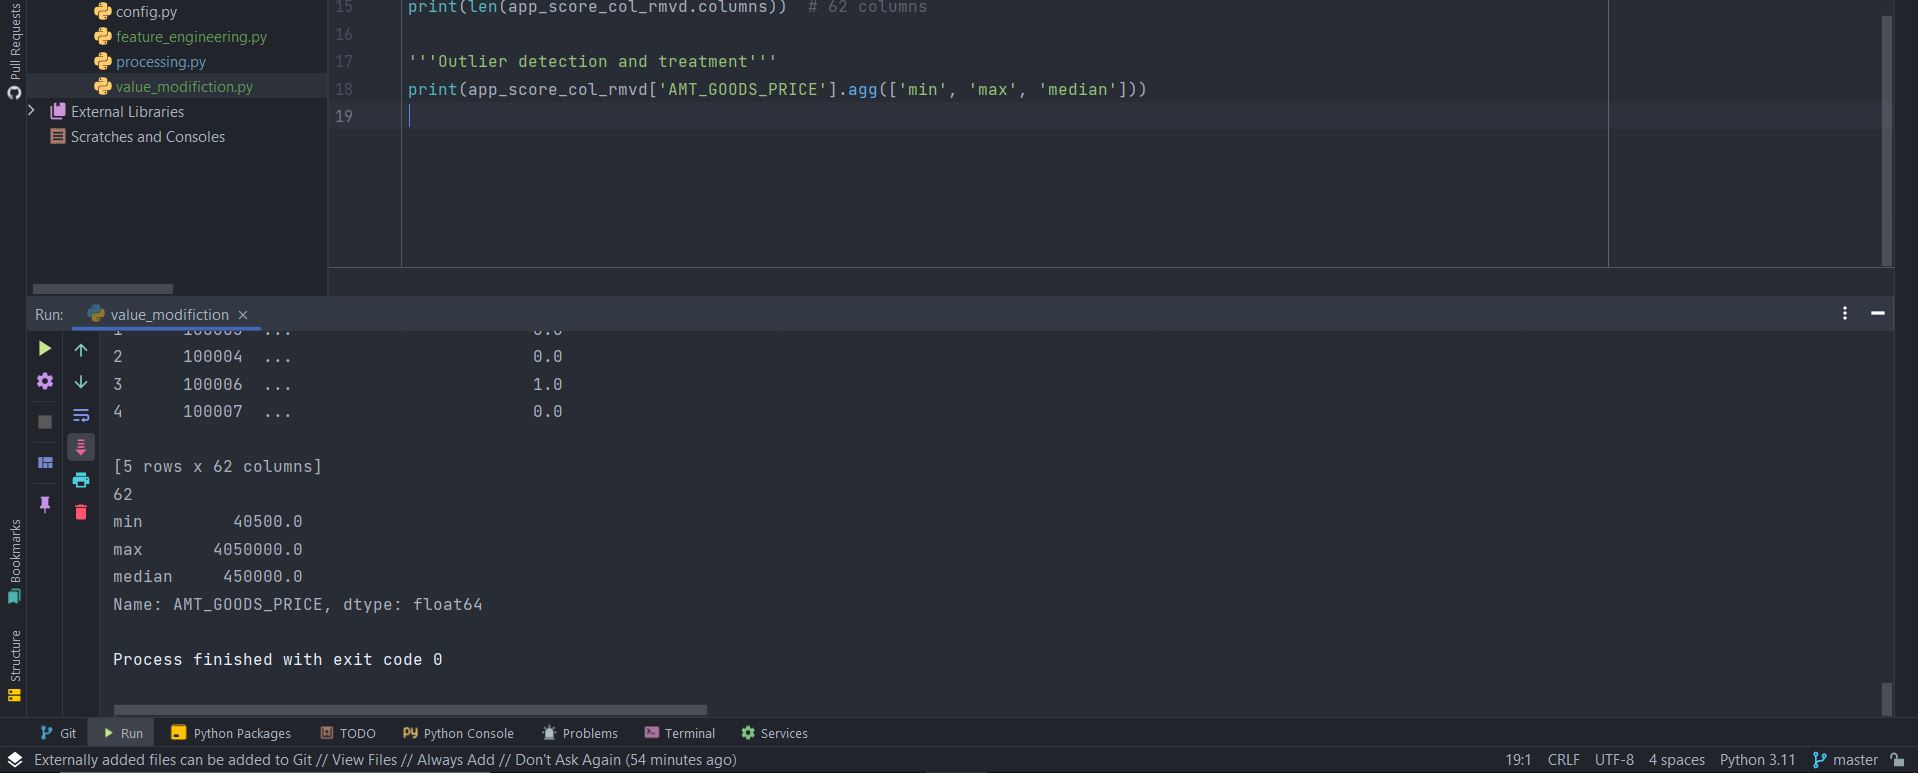 Pull Requests
config.py
feature_engineering.py
processing.py
value_modifiction.py
External Libraries
Scratches and Consoles
15 print(len(app_score_col_rmvd.columns))  # 62 columns
16
17 '''Outlier detection and treatment'''
18 print(app_score_col_rmvd['AMT_GOODS_PRICE'].agg(['min', 'max', 'median']))
19
Run: value_modifiction
2 100004 ... 0.0
3 100006 ... 1.0
4 100007 ... 0.0
[5 rows x 62 columns]
62
min 40500.0
max 4050000.0
median 450000.0
Name: AMT_GOODS_PRICE, dtype: float64
Process finished with exit code 0
Bookmarks
Structure
Git Run Python Packages TODO Python Console Problems Terminal Services
Externally added files can be added to Git // View Files // Always Add // Don't Ask Again (54 minutes ago) 19:1 CRLF UTF-8 4 spaces Python 3.11 master